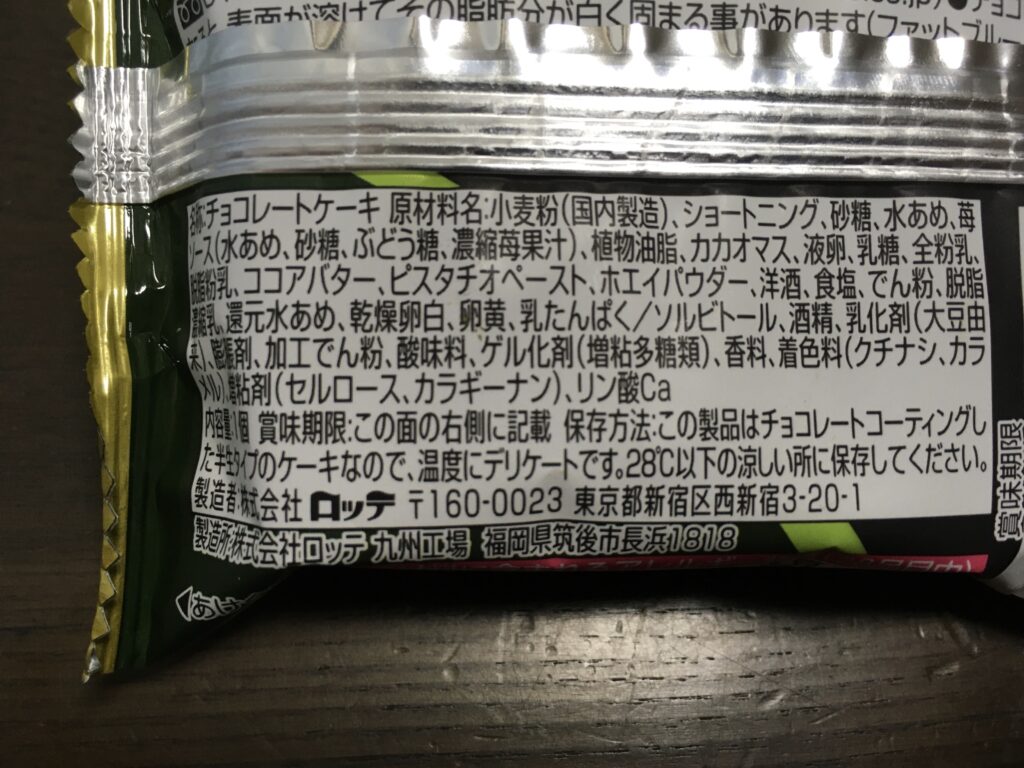 表面が溶けてその脂肪分が白く固まる事があります(ファットブルー
名称:チョコレートケーキ 原材料名:小麦粉(国内製造)、ショートニング、砂糖、水あめ、苺
ソース(水あめ、砂糖、ぶどう糖、濃縮苺果汁)、植物油脂、カカオマス、液卵、乳糖、全粉乳、
脱脂粉乳、ココアバター、ピスタチオペースト、ホエイパウダー、洋酒、食塩、でん粉、脱脂
濃縮乳、還元水あめ、乾燥卵白、卵黄、乳たんぱく/ソルビトール、酒精、乳化剤(大豆由
来)、膨脹剤、加工でん粉、酸味料、ゲル化剤(増粘多糖類)、香料、着色料(クチナシ、カラ
メル)、増粘剤(セルロース、カラギーナン)、リン酸Ca
内容量:1個 賞味期限:この面の右側に記載 保存方法:この製品はチョコレートコーティングし
た半生タイプのケーキなので、温度にデリケートです。28℃以下の涼しい所に保存してください。
製造者:株式会社 ロッテ 〒160-0023 東京都新宿区西新宿3-20-1
製造所:株式会社ロッテ 九州工場 福岡県筑後市長浜1818
賞味期限